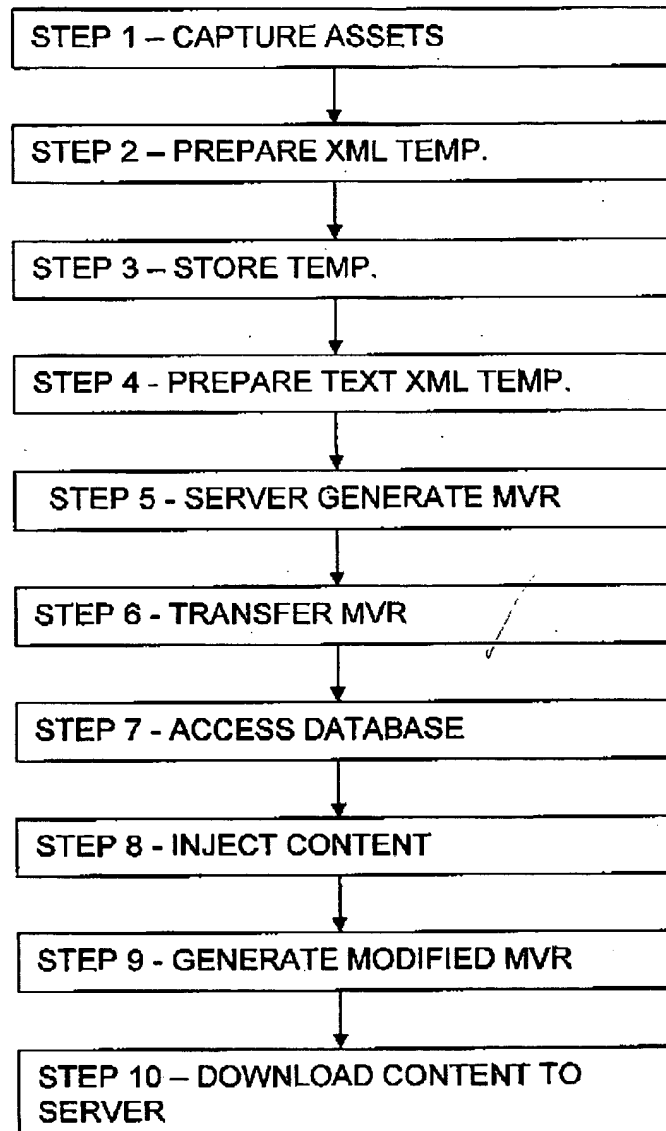 STEP 1 – CAPTURE ASSETS
STEP 2 – PREPARE XML TEMP.
STEP 3 – STORE TEMP.
STEP 4 - PREPARE TEXT XML TEMP.
STEP 5 - SERVER GENERATE MVR
STEP 6 - TRANSFER MVR
STEP 7 - ACCESS DATABASE
STEP 8 - INJECT CONTENT
STEP 9 - GENERATE MODIFIED MVR
STEP 10 – DOWNLOAD CONTENT TO
SERVER